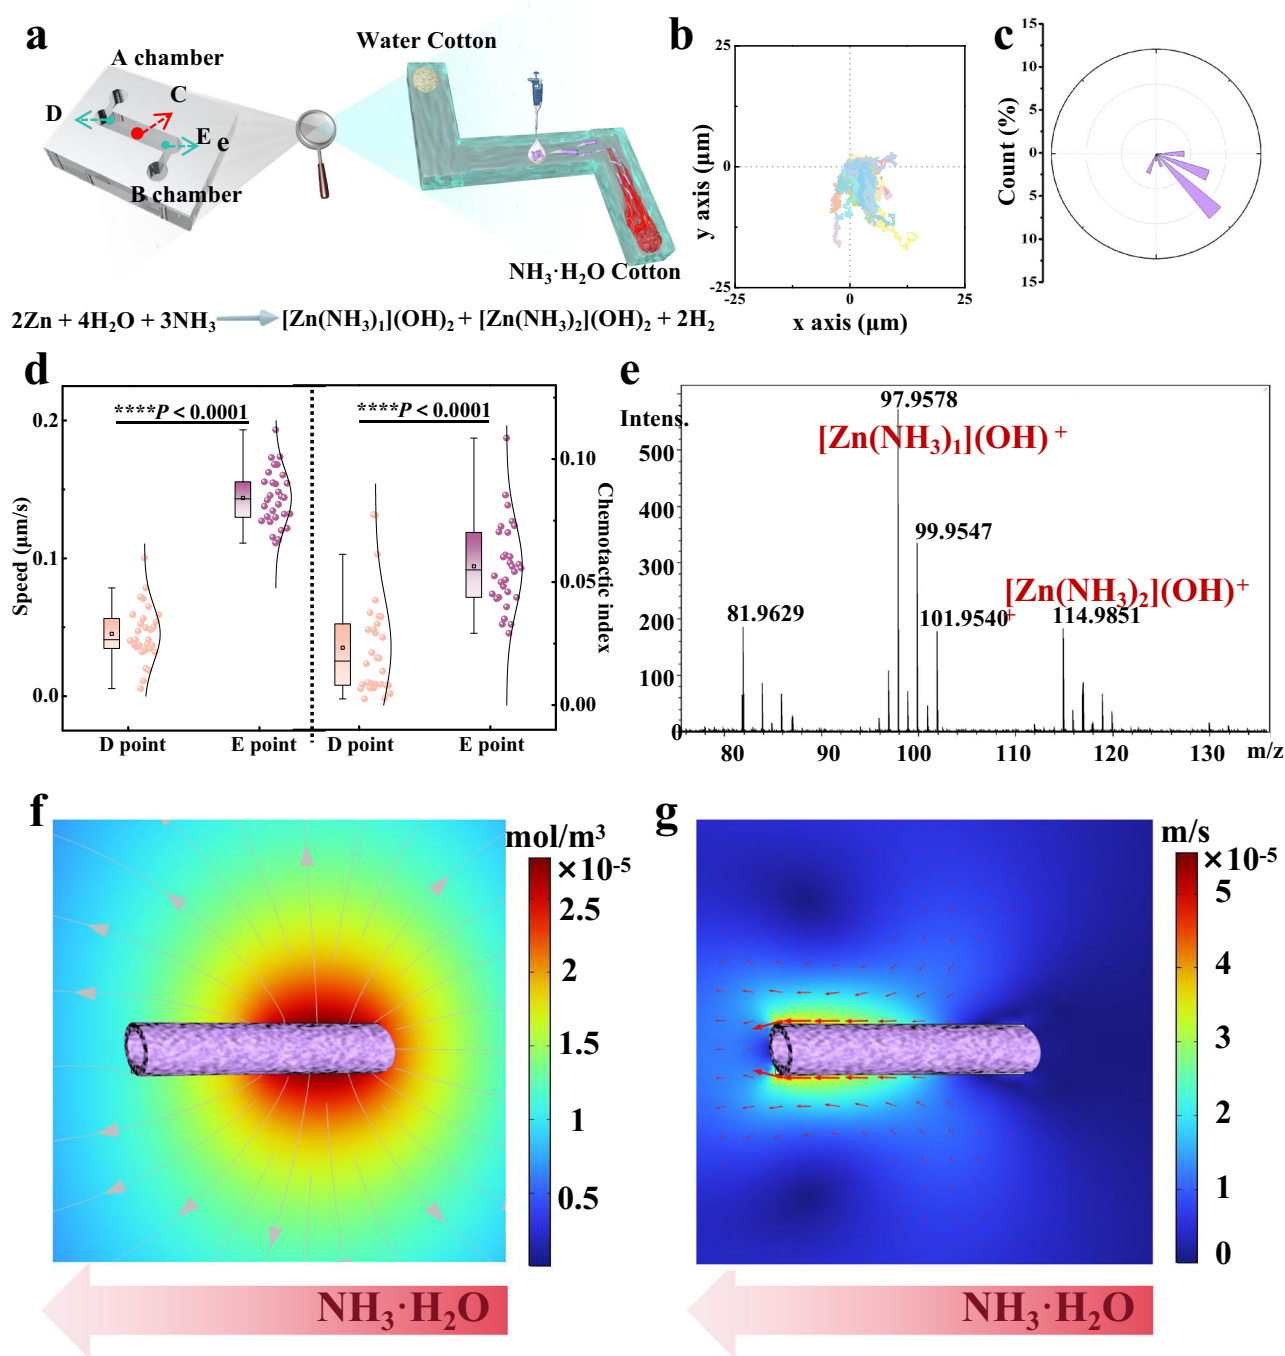 a
A chamber
D
C
E
e
B chamber
Water Cotton
NH₃·H₂O Cotton
2Zn + 4H₂O + 3NH₃ → [Zn(NH₃)₁](OH)₂ + [Zn(NH₃)₂](OH)₂ + 2H₂
b
25
0
-25
y axis (μm)
-25 0 25
x axis (μm)
c
15
10
5
0
5
10
15
Count (%)
d
0.2
0.1
0.0
Speed (μm/s)
****P < 0.0001
****P < 0.0001
0.10
0.05
0.00
Chemotactic index
D point E point D point E point
e
Intens.
500
400
300
200
100
0
97.9578
[Zn(NH₃)₁](OH) ⁺
99.9547
[Zn(NH₃)₂](OH)⁺
+
81.9629
101.9540
114.9851
80 90 100 110 120 130 m/z
f
mol/m³
×10⁻⁵
2.5
2
1.5
1
0.5
NH₃·H₂O
g
m/s
×10⁻⁵
5
4
3
2
1
0
NH₃·H₂O